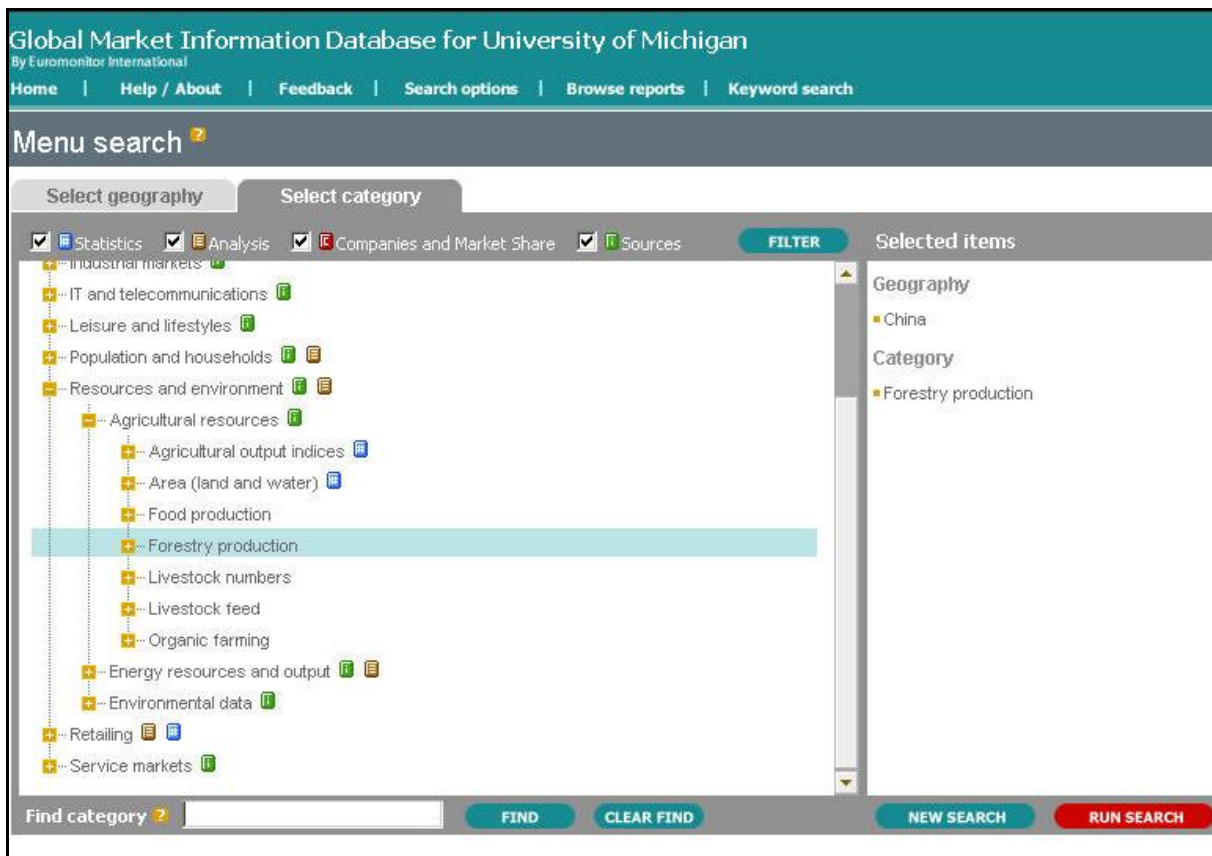 Global Market Information Database for University of Michigan
By Euromonitor International
Home | Help / About | Feedback | Search options | Browse reports | Keyword search
Menu search ?
Select geography Select category
Statistics Analysis Companies and Market Share Sources FILTER Selected items
Industrial markets
IT and telecommunications
Leisure and lifestyles
Population and households
Resources and environment
Agricultural resources
Agricultural output indices
Area (land and water)
Food production
Forestry production
Livestock numbers
Livestock feed
Organic farming
Energy resources and output
Environmental data
Retailing
Service markets
Geography
China
Category
Forestry production
Find category ? FIND CLEAR FIND NEW SEARCH RUN SEARCH